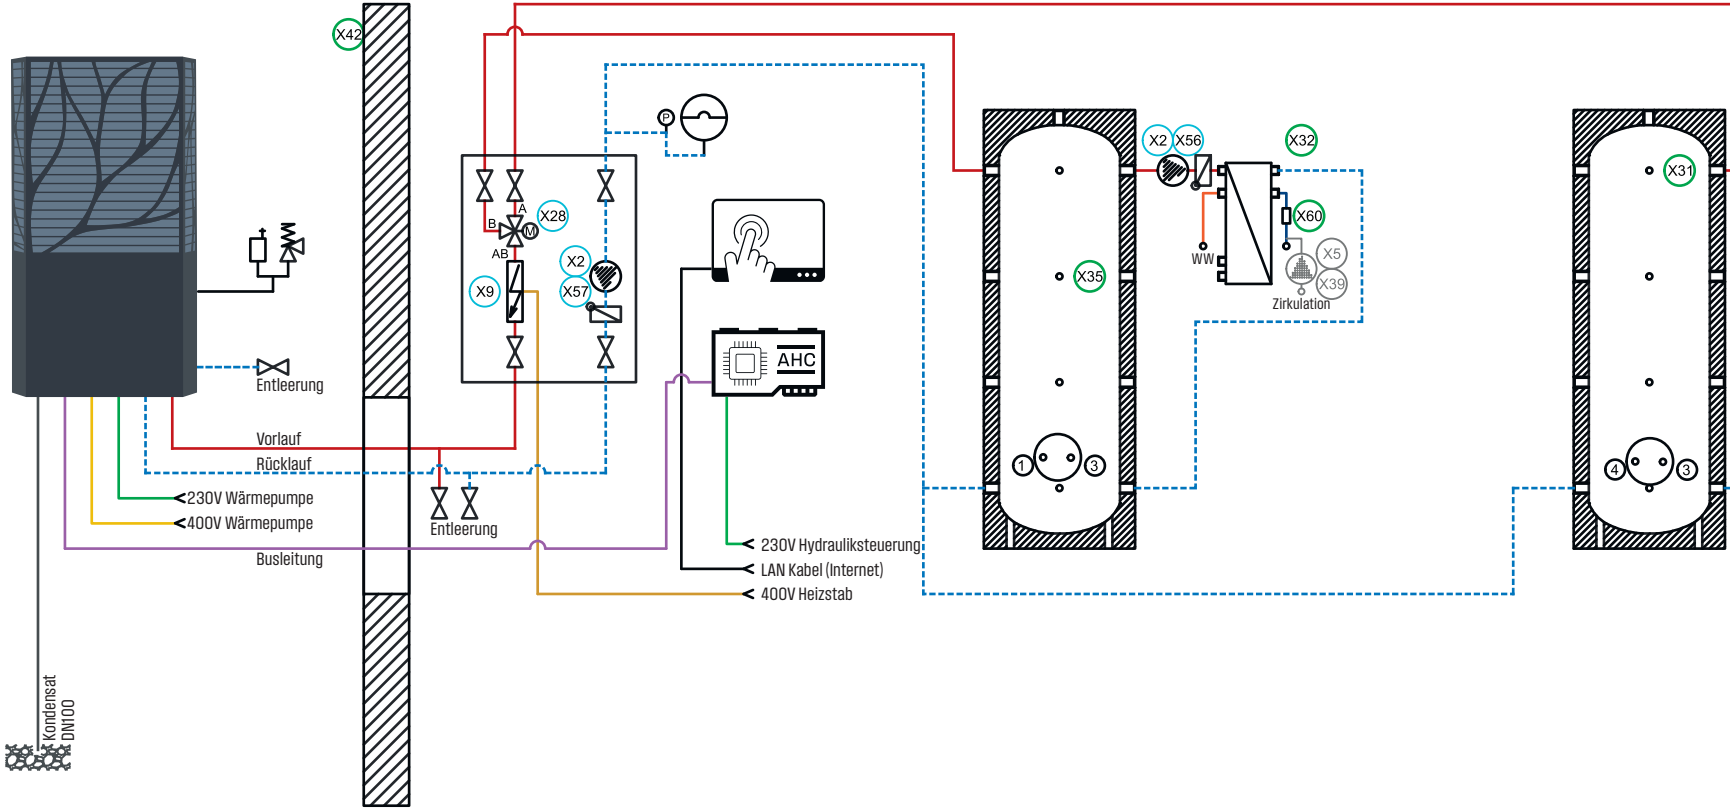 X42
P
X2
X56
X32
X31
A
X28
B
M
X60
AB
X2
X5
WW
X9
X57
X35
X39
Zirkulation
AHC
Entleerung
Vorlauf
Rücklauf
1
3
4
3
230V Wärmepumpe
400V Wärmepumpe
Entleerung
230V Hydrauliksteuerung
Busleitung
LAN Kabel (Internet)
400V Heizstab
Kondensat
DN100